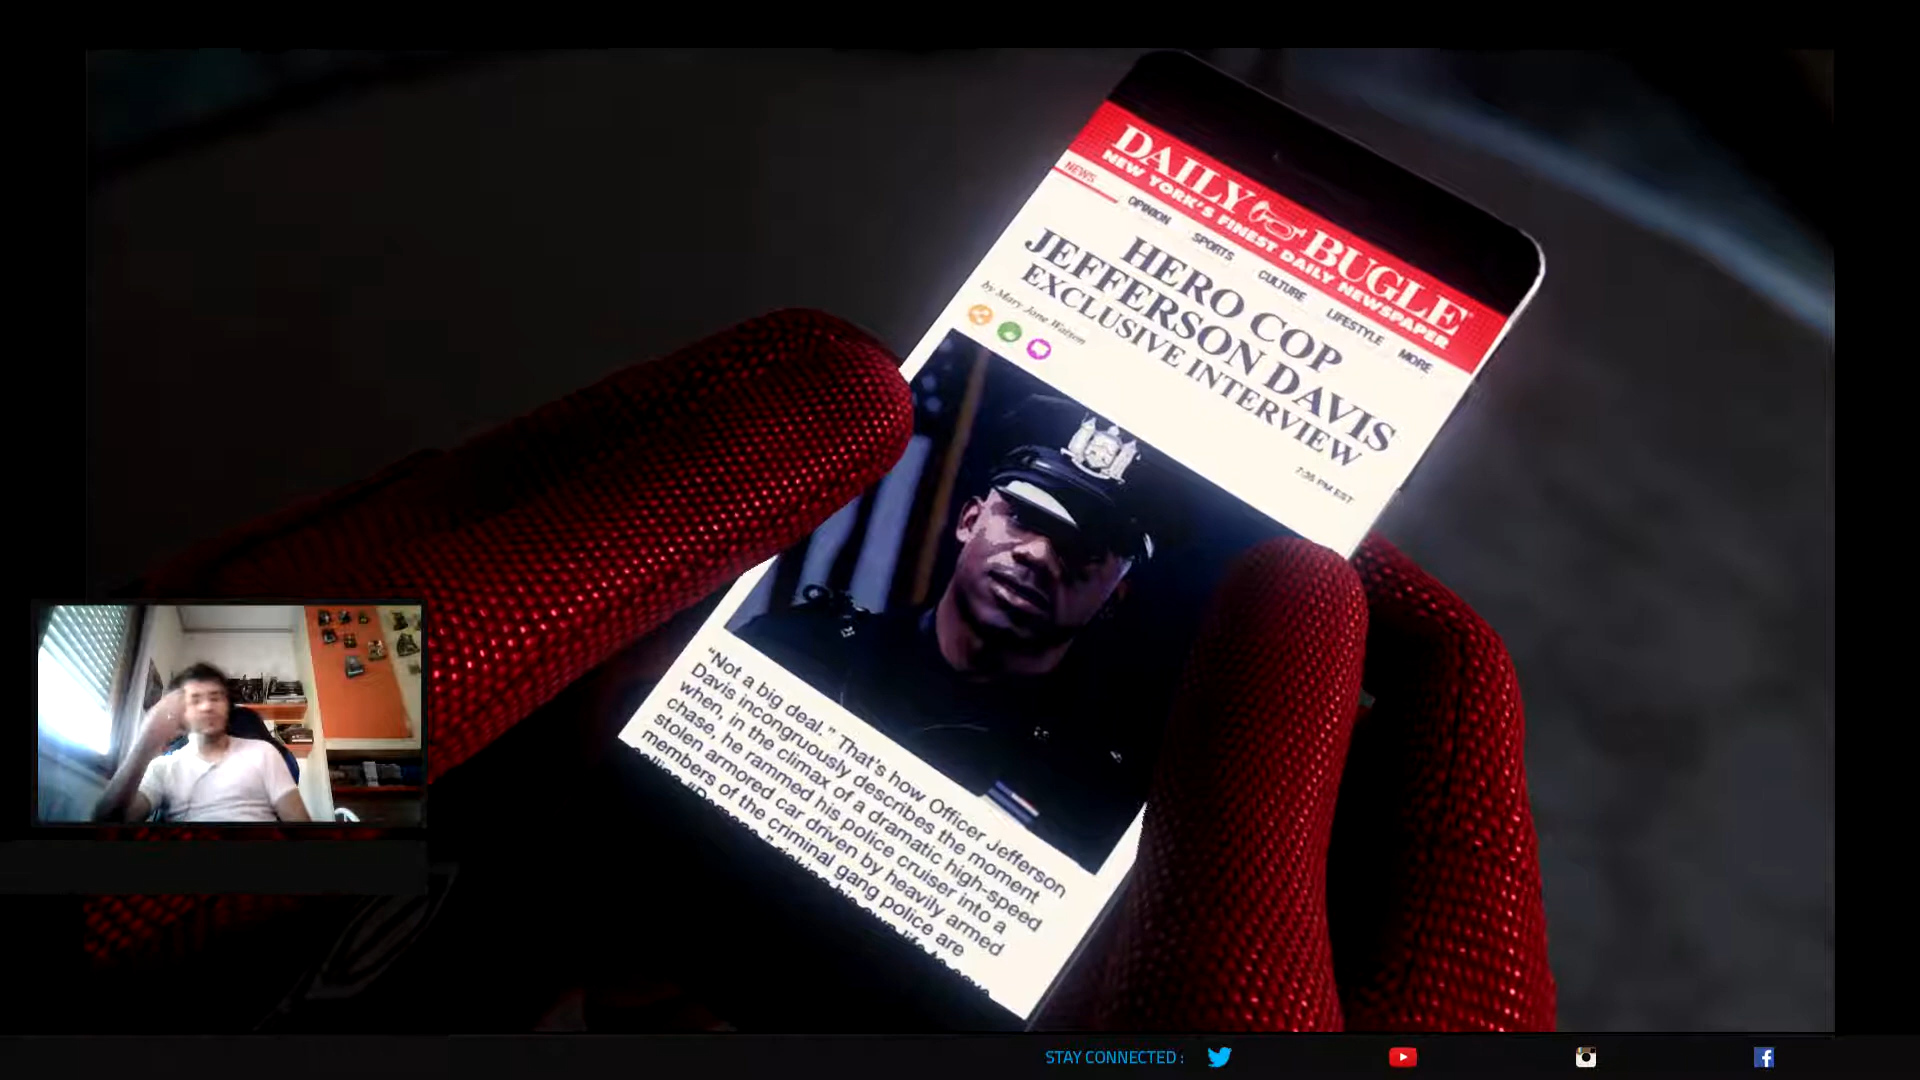 DAILY BUGLE
NEW YORK'S FINEST DAILY NEWSPAPER
NEWS OPINION SPORTS CULTURE LIFESTYLE MORE
HERO COP
JEFFERSON DAVIS
EXCLUSIVE INTERVIEW
by Mary Jane Watson
7:35 PM EST
“Not a big deal.” That's how Officer Jefferson
Davis incongruously describes the moment
when, in the climax of a dramatic high-speed
chase, he rammed his police cruiser into a
stolen armored car driven by heavily armed
members of the criminal gang police are
STAY CONNECTED :